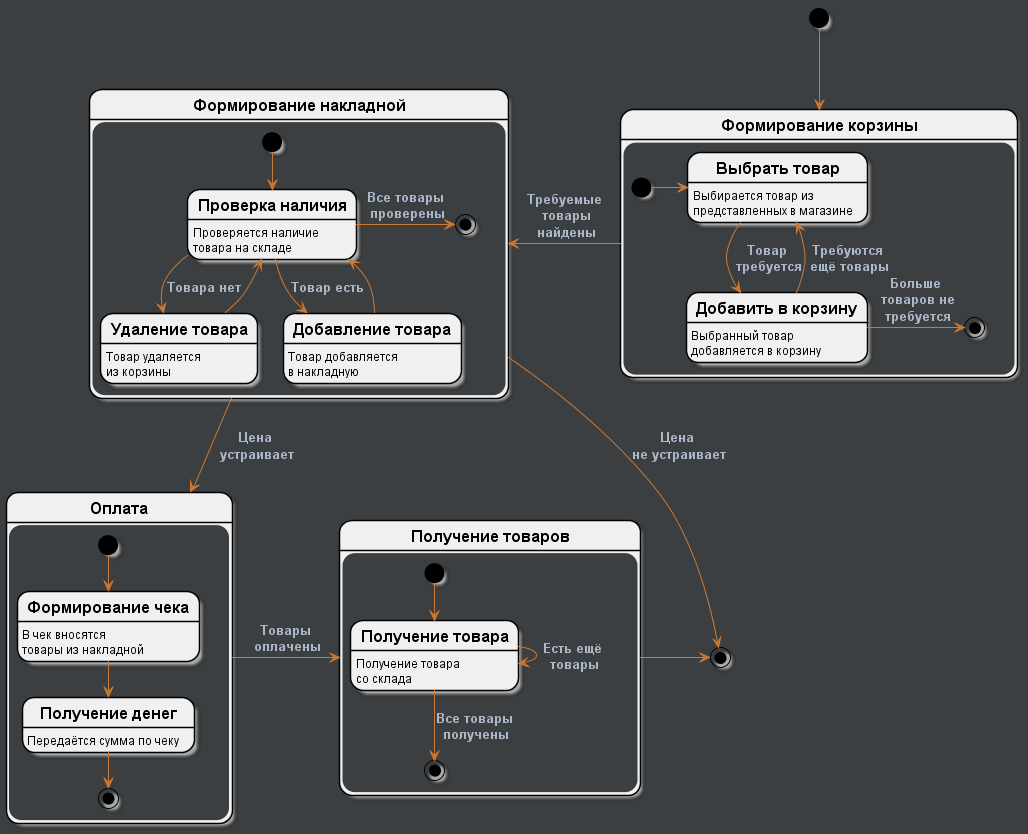 Формирование накладной
Проверка наличия
Проверяется наличие
товара на складе
Все товары
проверены
Товара нет
Товар есть
Удаление товара
Товар удаляется
из корзины
Добавление товара
Товар добавляется
в накладную
Требуемые
товары
найдены
Формирование корзины
Выбрать товар
Выбирается товар из
представленных в магазине
Товар
требуется
Требуются
ещё товары
Добавить в корзину
Выбранный товар
добавляется в корзину
Больше
товаров не
требуется
Цена
устраивает
Цена
не устраивает
Оплата
Формирование чека
В чек вносятся
товары из накладной
Получение денег
Передаётся сумма по чеку
Товары
оплачены
Получение товаров
Получение товара
Получение товара
со склада
Есть ещё
товары
Все товары
получены